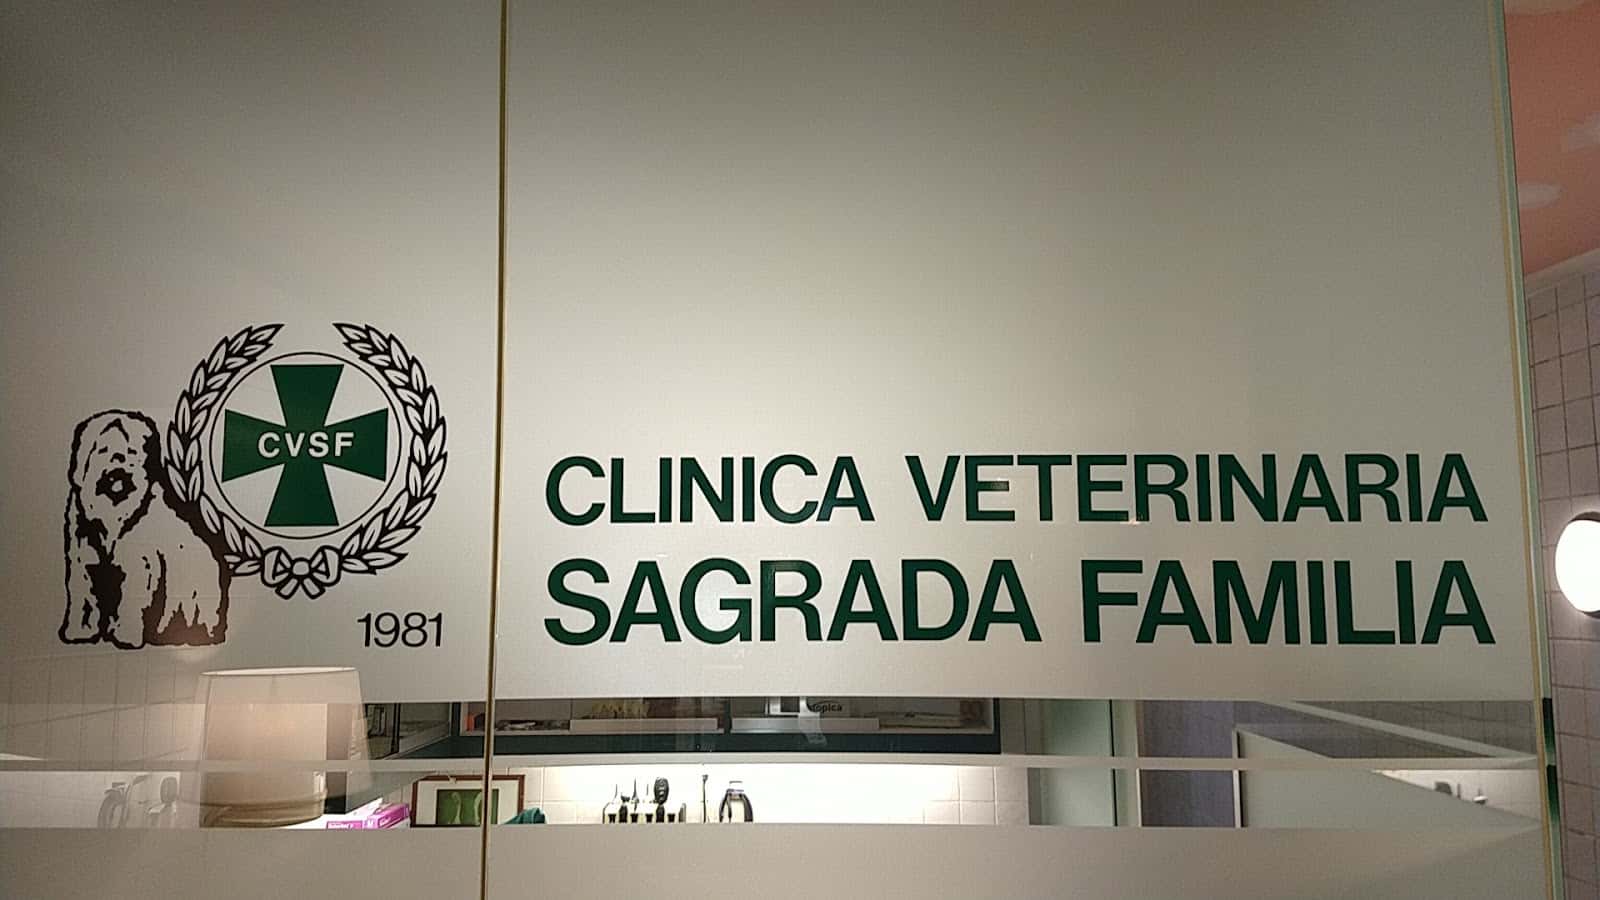 CVSF
1981
CLINICA VETERINARIA
SAGRADA FAMILIA